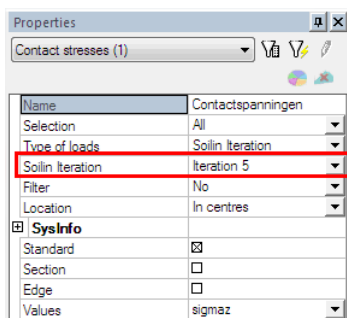 Properties
Contact stresses (1)
Name Contactspanningen
Selection All
Type of loads Soilin Iteration
Soilin Iteration Iteration 5
Filter No
Location In centres
SysInfo
Standard
Section
Edge
Values sigmaz